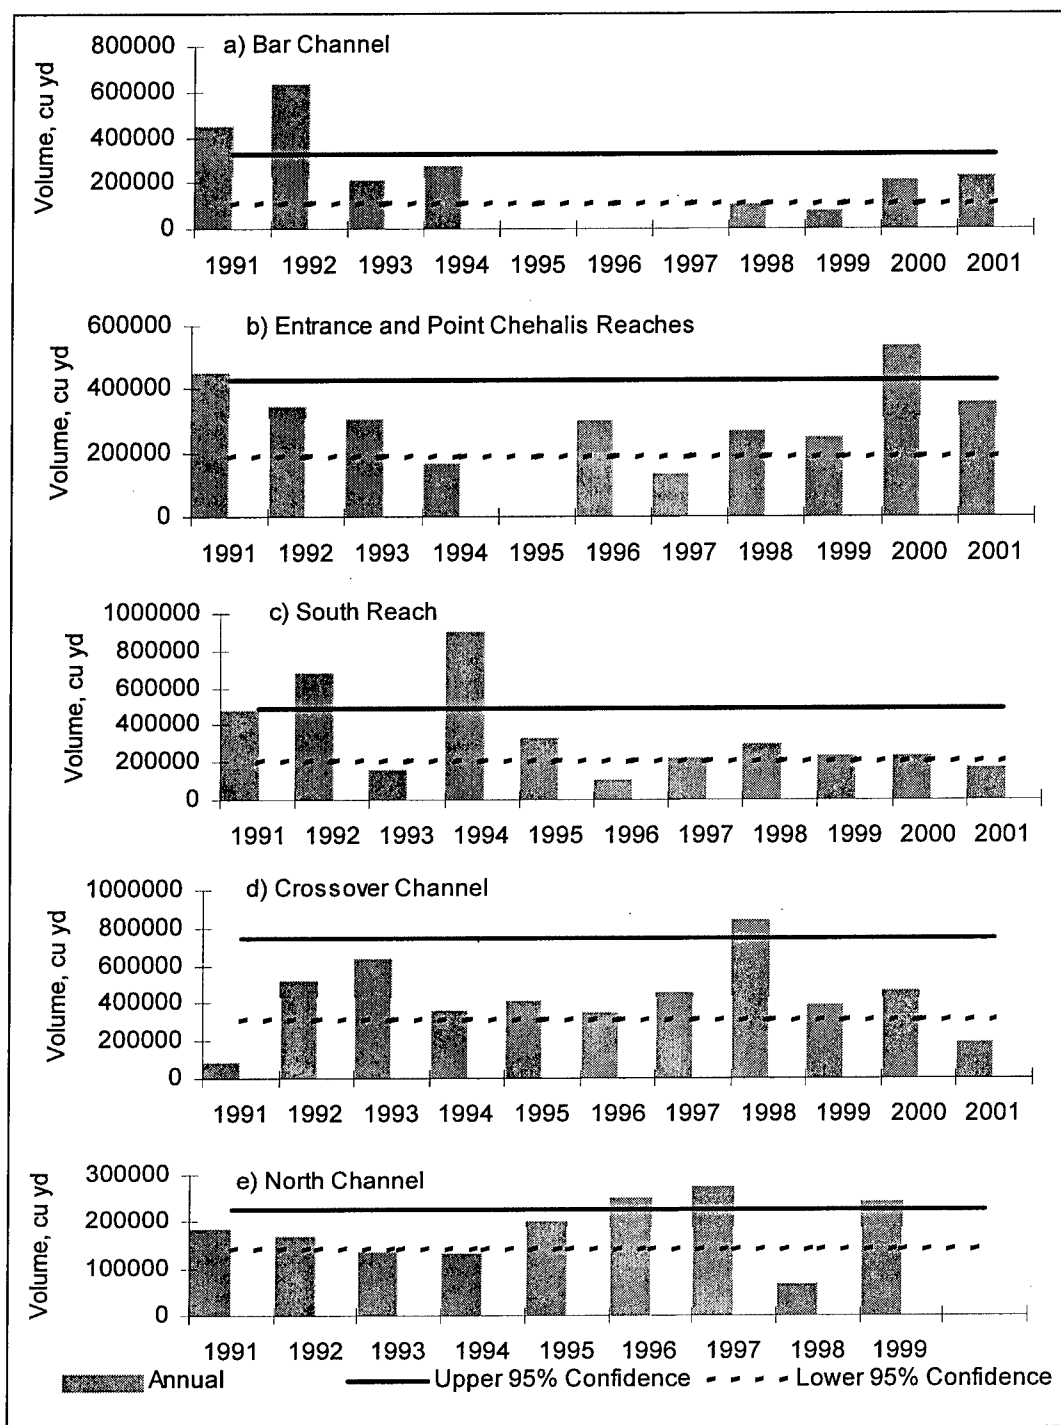 a) Bar Channel
Volume, cu yd
800000
600000
400000
200000
0
1991 1992 1993 1994 1995 1996 1997 1998 1999 2000 2001
b) Entrance and Point Chehalis Reaches
Volume, cu yd
600000
400000
200000
0
1991 1992 1993 1994 1995 1996 1997 1998 1999 2000 2001
c) South Reach
Volume, cu yd
1000000
800000
600000
400000
200000
0
1991 1992 1993 1994 1995 1996 1997 1998 1999 2000 2001
d) Crossover Channel
Volume, cu yd
1000000
800000
600000
400000
200000
0
1991 1992 1993 1994 1995 1996 1997 1998 1999 2000 2001
e) North Channel
Volume, cu yd
300000
200000
100000
0
1991 1992 1993 1994 1995 1996 1997 1998 1999
Annual Upper 95% Confidence Lower 95% Confidence